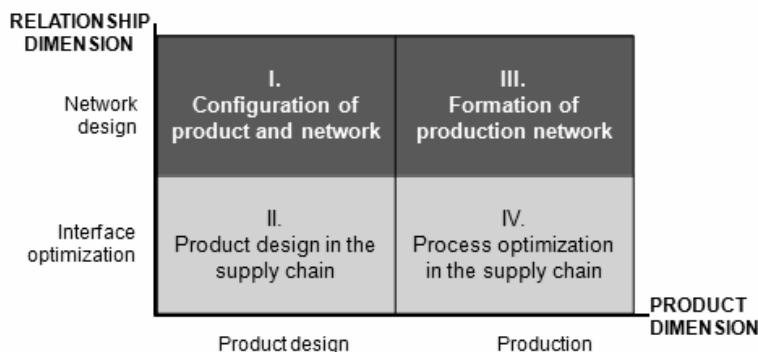 RELATIONSHIP
DIMENSION
Network
design
I.
Configuration of
product and network
III.
Formation of
production network
Interface
optimization
II.
Product design in the
supply chain
IV.
Process optimization
in the supply chain
PRODUCT
DIMENSION
Product design
Production